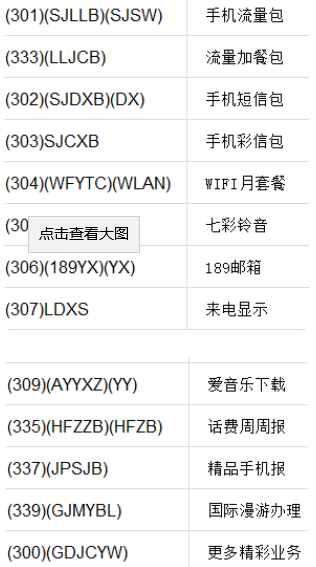 (301)(SJLLB)(SJSW) 手机流量包
(333)(LLJCB) 流量加餐包
(302)(SJDXB)(DX) 手机短信包
(303)SJCXB 手机彩信包
(304)(WFYTC)(WLAN) WIFI月套餐
(30 七彩铃音
点击查看大图
(306)(189YX)(YX) 189邮箱
(307)LDXS 来电显示
(309)(AYYXZ)(YY) 爱音乐下载
(335)(HFZZB)(HFZB) 话费周周报
(337)(JPSJB) 精品手机报
(339)(GJMYBL) 国际漫游办理
(300)(GDJCYW) 更多精彩业务